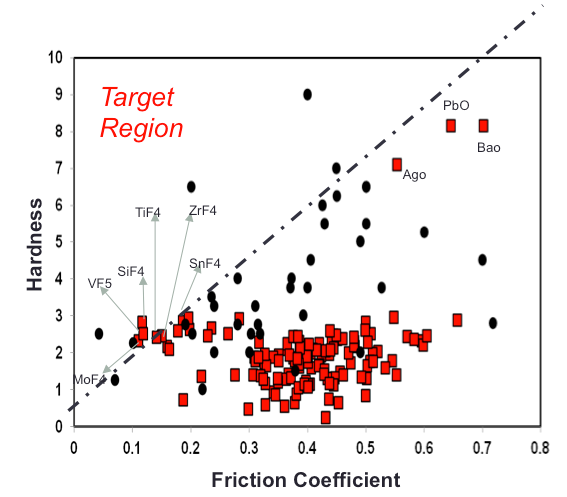 10
9
8
7
6
5
4
3
2
1
0
Hardness
Target
Region
PbO
Bao
Ago
TiF4
ZrF4
SnF4
SiF4
VF5
MoF4
0 0.1 0.2 0.3 0.4 0.5 0.6 0.7 0.8
Friction Coefficient